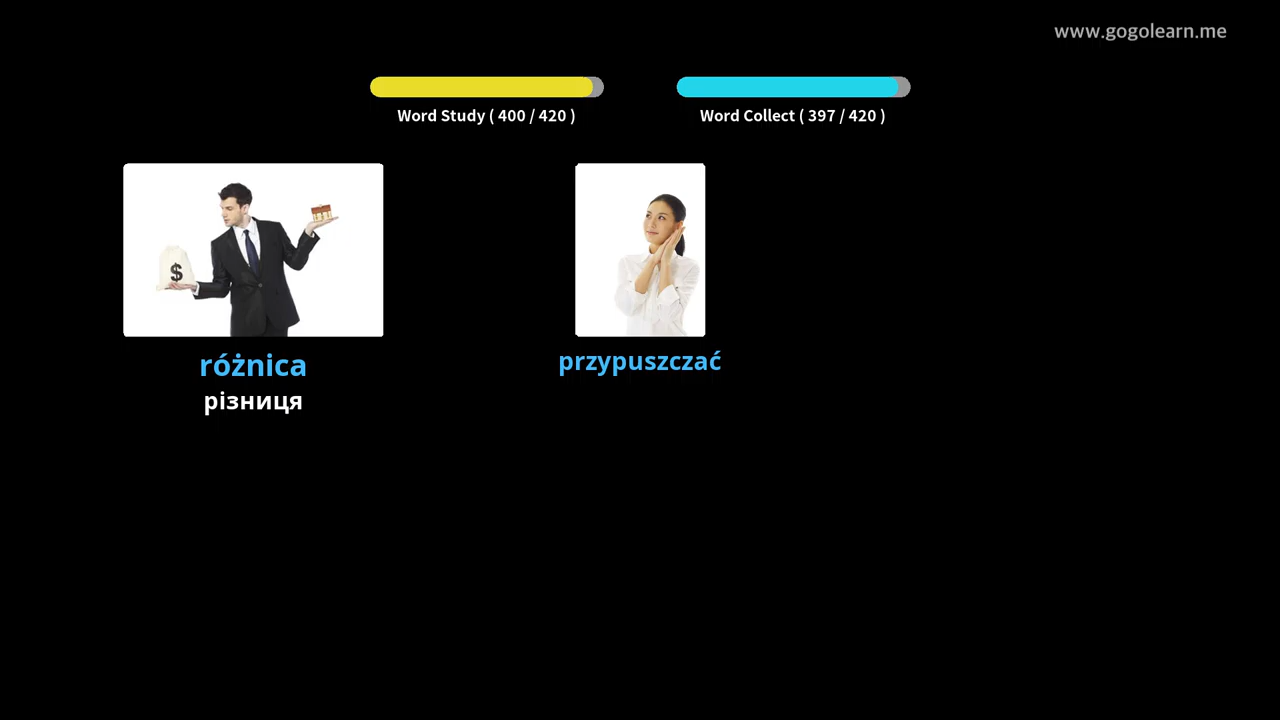 www.gogolearn.me
Word Study ( 400 / 420 )
Word Collect ( 397 / 420 )
$
różnica
різниця
przypuszczać